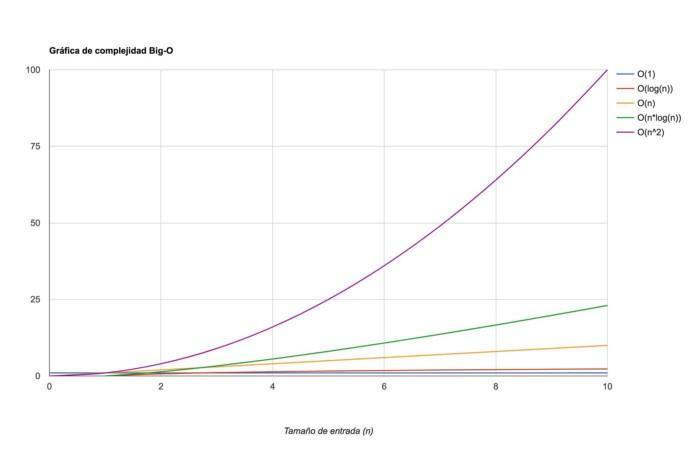 Gráfica de complejidad Big-O
100
75
50
25
0
0 2 4 6 8 10
Tamaño de entrada (n)
O(1)
O(log(n))
O(n)
O(n*log(n))
O(n^2)